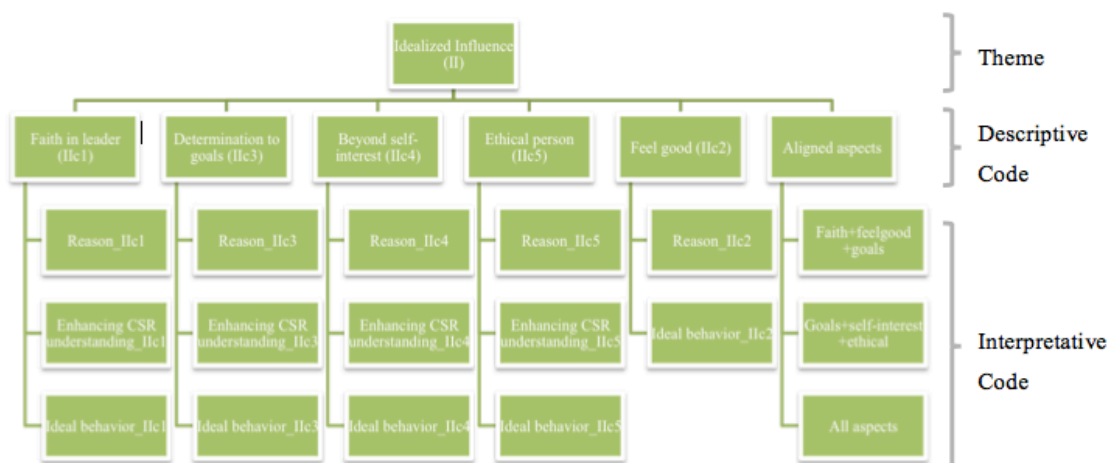 Idealized Influence
(II)
Theme
Faith in leader
(IIc1)
Determination to
goals (IIc3)
Beyond self-
interest (IIc4)
Ethical person
(IIc5)
Feel good (IIc2)
Aligned aspects
Descriptive
Code
Reason_IIc1
Reason_IIc3
Reason_IIc4
Reason_IIc5
Reason_IIc2
Faith+feelgood
+goals
Enhancing CSR
understanding_IIc1
Enhancing CSR
understanding_IIc3
Enhancing CSR
understanding_IIc4
Enhancing CSR
understanding_IIc5
Ideal behavior_IIc2
Goals+self-interest
+ethical
Interpretative
Code
Ideal behavior_IIc1
Ideal behavior_IIc3
Ideal behavior_IIc4
Ideal behavior_IIc5
All aspects